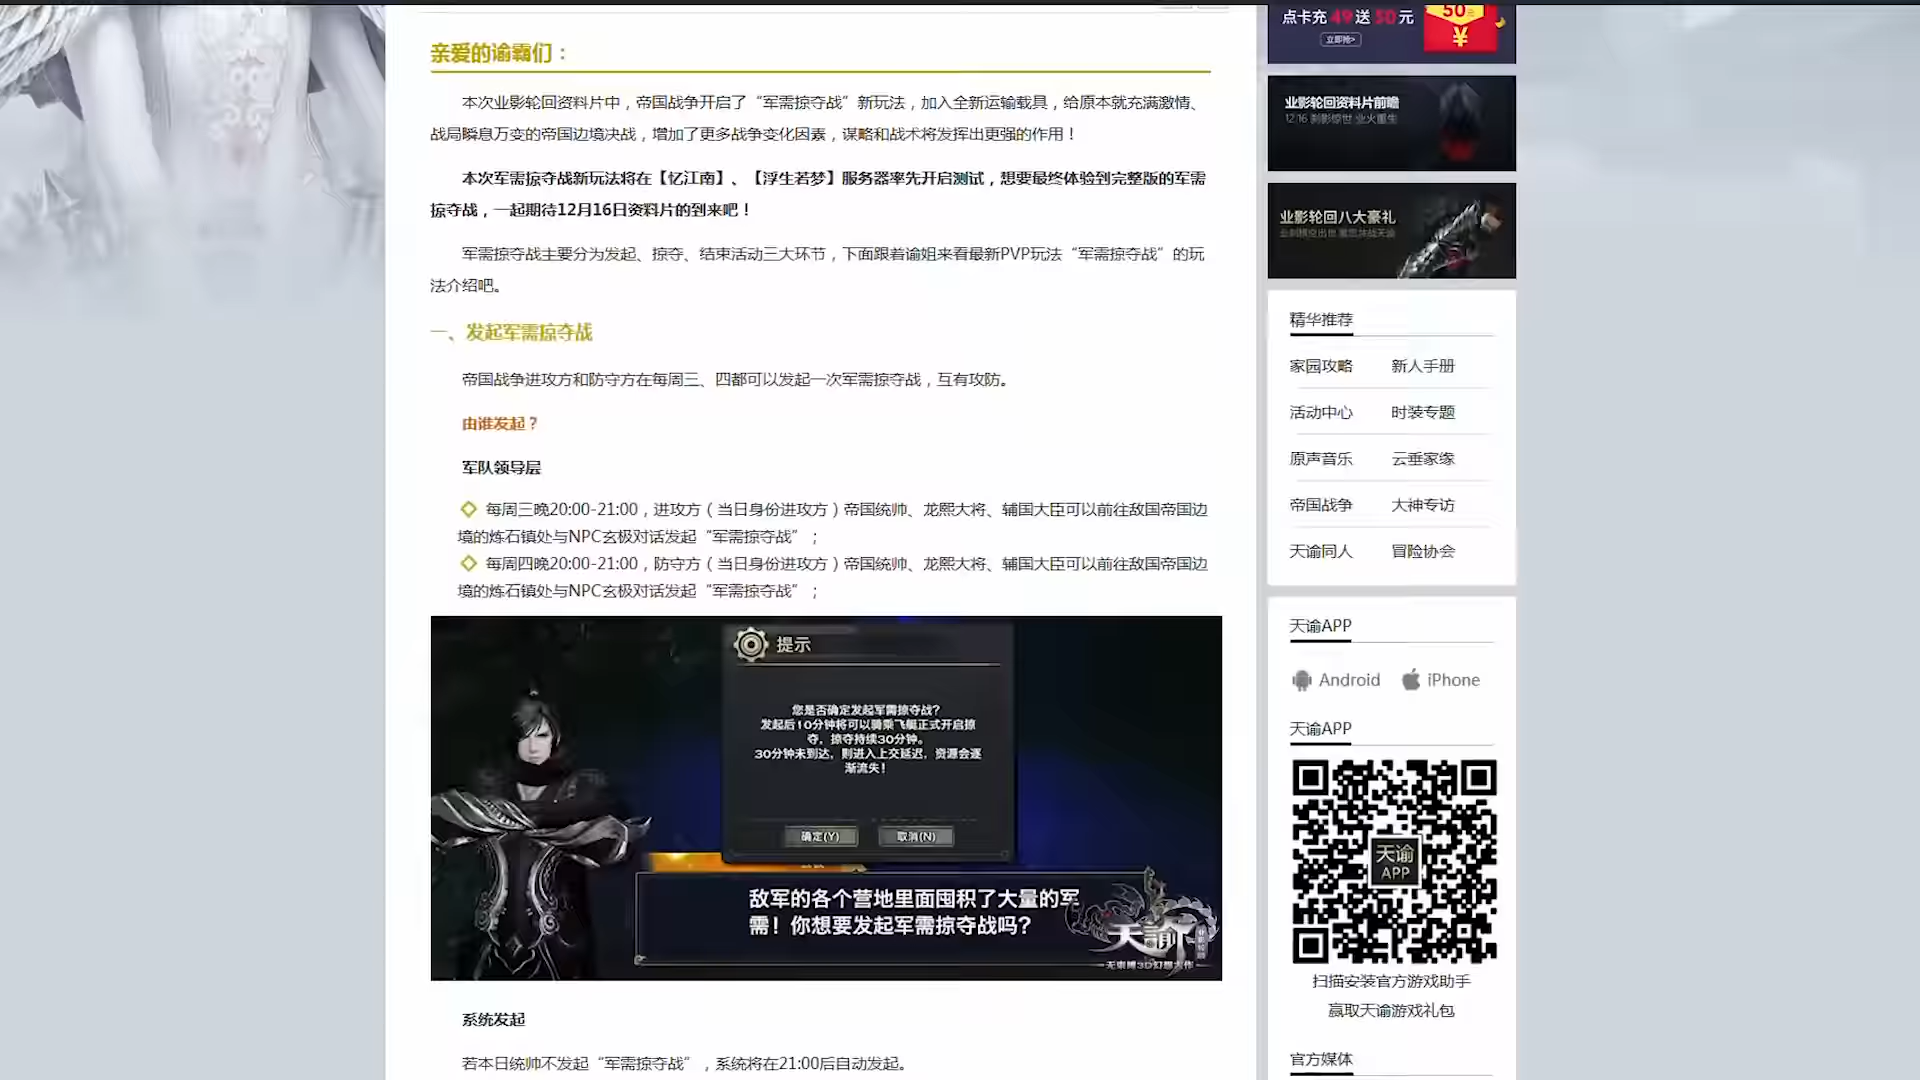 亲爱的谕霸们：
本次业影轮回资料片中，帝国战争开启了“军需掠夺战”新玩法，加入全新运输载具，给原本就充满激情、
战局瞬息万变的帝国边境决战，增加了更多战争变化因素，谋略和战术将发挥出更强的作用！
本次军需掠夺战新玩法将在【忆江南】、【浮生若梦】服务器率先开启测试，想要最终体验到完整版的军需
掠夺战，一起期待12月16日资料片的到来吧！
军需掠夺战主要分为发起、掠夺、结束活动三大环节，下面跟着谕姐来看最新PVP玩法“军需掠夺战”的玩
法介绍吧。
一、发起军需掠夺战
帝国战争进攻方和防守方在每周三、四都可以发起一次军需掠夺战，互有攻防。
由谁发起？
军队领导层
每周三晚20:00-21:00，进攻方（当日身份进攻方）帝国统帅、龙熙大将、辅国大臣可以前往敌国帝国边
境的炼石镇处与NPC玄极对话发起“军需掠夺战”；
每周四晚20:00-21:00，防守方（当日身份进攻方）帝国统帅、龙熙大将、辅国大臣可以前往敌国帝国边
境的炼石镇处与NPC玄极对话发起“军需掠夺战”；
提示
您是否确定发起军需掠夺战?
发起后10分钟将可以骑乘飞艇正式开启掠
夺，掠夺持续30分钟。
30分钟未到达，则进入上交延迟，资源会逐
渐流失！
确定(Y)
取消(N)
敌军的各个营地里面囤积了大量的军
需！你想要发起军需掠夺战吗？
天谕
系统发起
若本日统帅不发起“军需掠夺战”，系统将在21:00后自动发起。
点卡充49送50元
立即抢>
50元
¥
业影轮回资料片前瞻
12.16 刹影惊世 业火重生
业影轮回八大豪礼
精华推荐
家园攻略
新人手册
活动中心
时装专题
原声音乐
云垂家缘
帝国战争
大神专访
天谕同人
冒险协会
天谕APP
Android
iPhone
天谕APP
天谕
APP
扫描安装官方游戏助手
赢取天谕游戏礼包
官方媒体